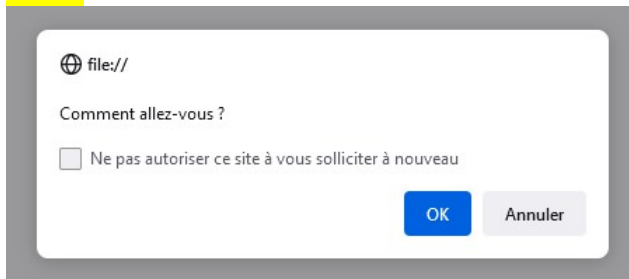 file://
Comment allez-vous ?
Ne pas autoriser ce site à vous solliciter à nouveau
OK Annuler